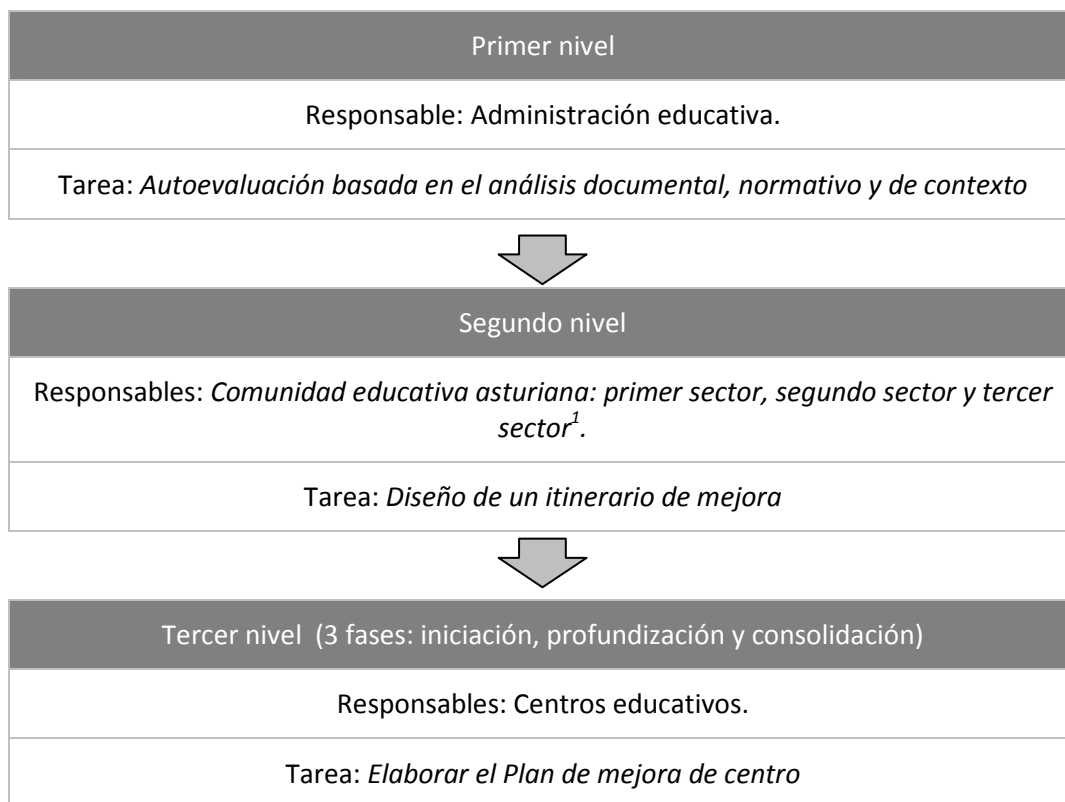 Primer nivel
Responsable: Administración educativa.
Tarea: Autoevaluación basada en el análisis documental, normativo y de contexto
Segundo nivel
Responsables: Comunidad educativa asturiana: primer sector, segundo sector y tercer
sector1.
Tarea: Diseño de un itinerario de mejora
Tercer nivel (3 fases: iniciación, profundización y consolidación)
Responsables: Centros educativos.
Tarea: Elaborar el Plan de mejora de centro